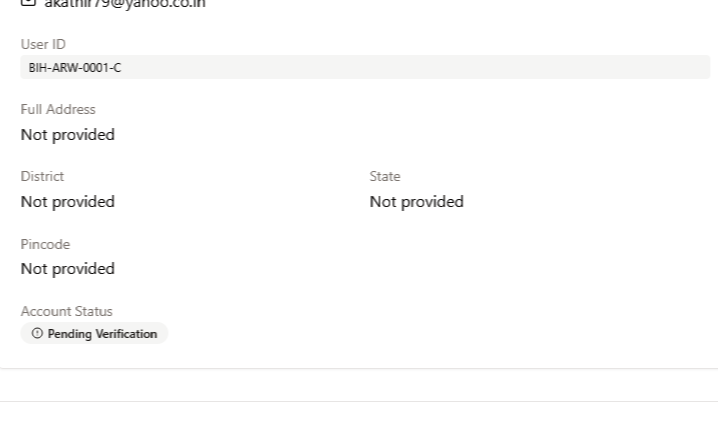 akathir79@yahoo.co.in
User ID
BIH-ARW-0001-C
Full Address
Not provided
District State
Not provided Not provided
Pincode
Not provided
Account Status
Pending Verification